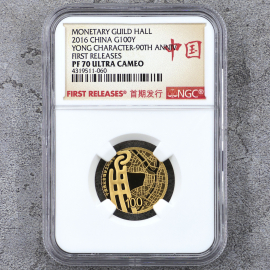 MONETARY GUILD HALL
2016 CHINA G100Y
YONG CHARACTER-90TH ANNIV
FIRST RELEASES
PF 70 ULTRA CAMEO
4319511-060
中国
FIRST RELEASES 首期发行
NGC
100